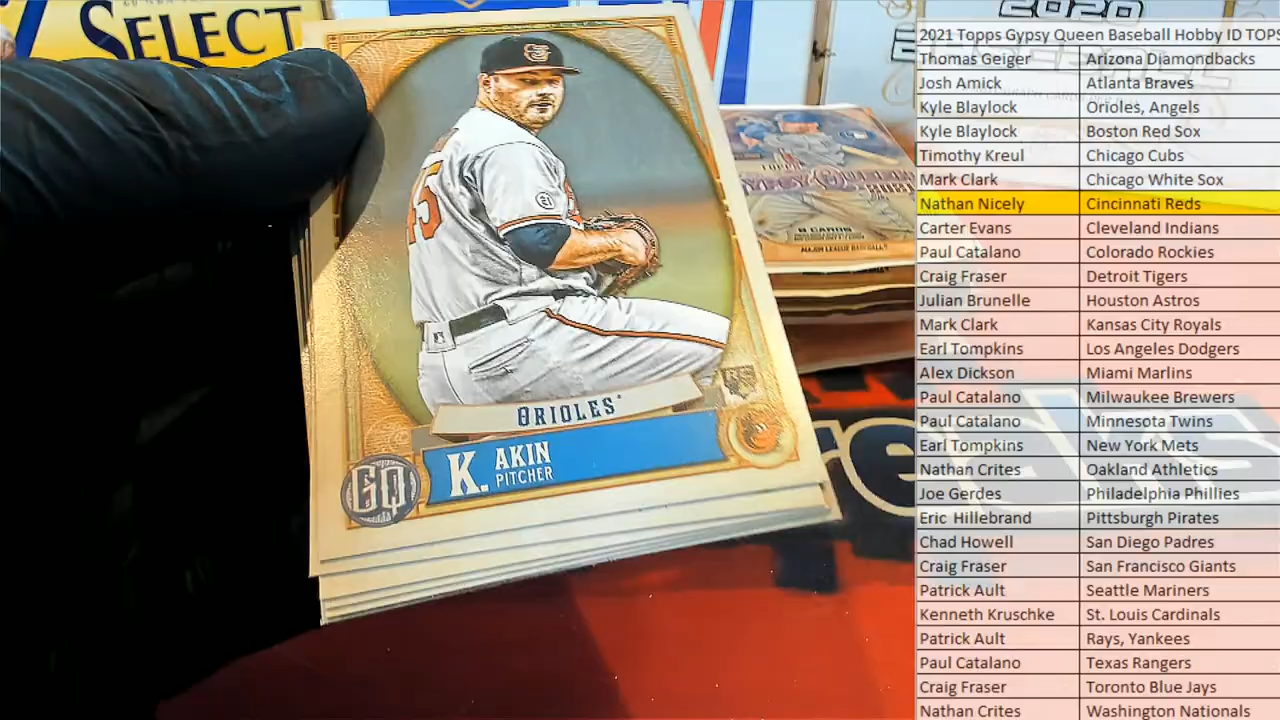 SELECT
2020
2021 Topps Gypsy Queen Baseball Hobby ID TOPS
Thomas Geiger Arizona Diamondbacks
Josh Amick Atlanta Braves
Kyle Blaylock Orioles, Angels
Kyle Blaylock Boston Red Sox
Timothy Kreul Chicago Cubs
Mark Clark Chicago White Sox
Nathan Nicely Cincinnati Reds
Carter Evans Cleveland Indians
Paul Catalano Colorado Rockies
Craig Fraser Detroit Tigers
Julian Brunelle Houston Astros
Mark Clark Kansas City Royals
Earl Tompkins Los Angeles Dodgers
Alex Dickson Miami Marlins
Paul Catalano Milwaukee Brewers
Paul Catalano Minnesota Twins
Earl Tompkins New York Mets
Nathan Crites Oakland Athletics
Joe Gerdes Philadelphia Phillies
Eric Hillebrand Pittsburgh Pirates
Chad Howell San Diego Padres
Craig Fraser San Francisco Giants
Patrick Ault Seattle Mariners
Kenneth Kruschke St. Louis Cardinals
Patrick Ault Rays, Yankees
Paul Catalano Texas Rangers
Craig Fraser Toronto Blue Jays
Nathan Crites Washington Nationals
45
RC
ORIOLES
K. AKIN
PITCHER
GQ
8 CARDS
MAJOR LEAGUE BASEBALL